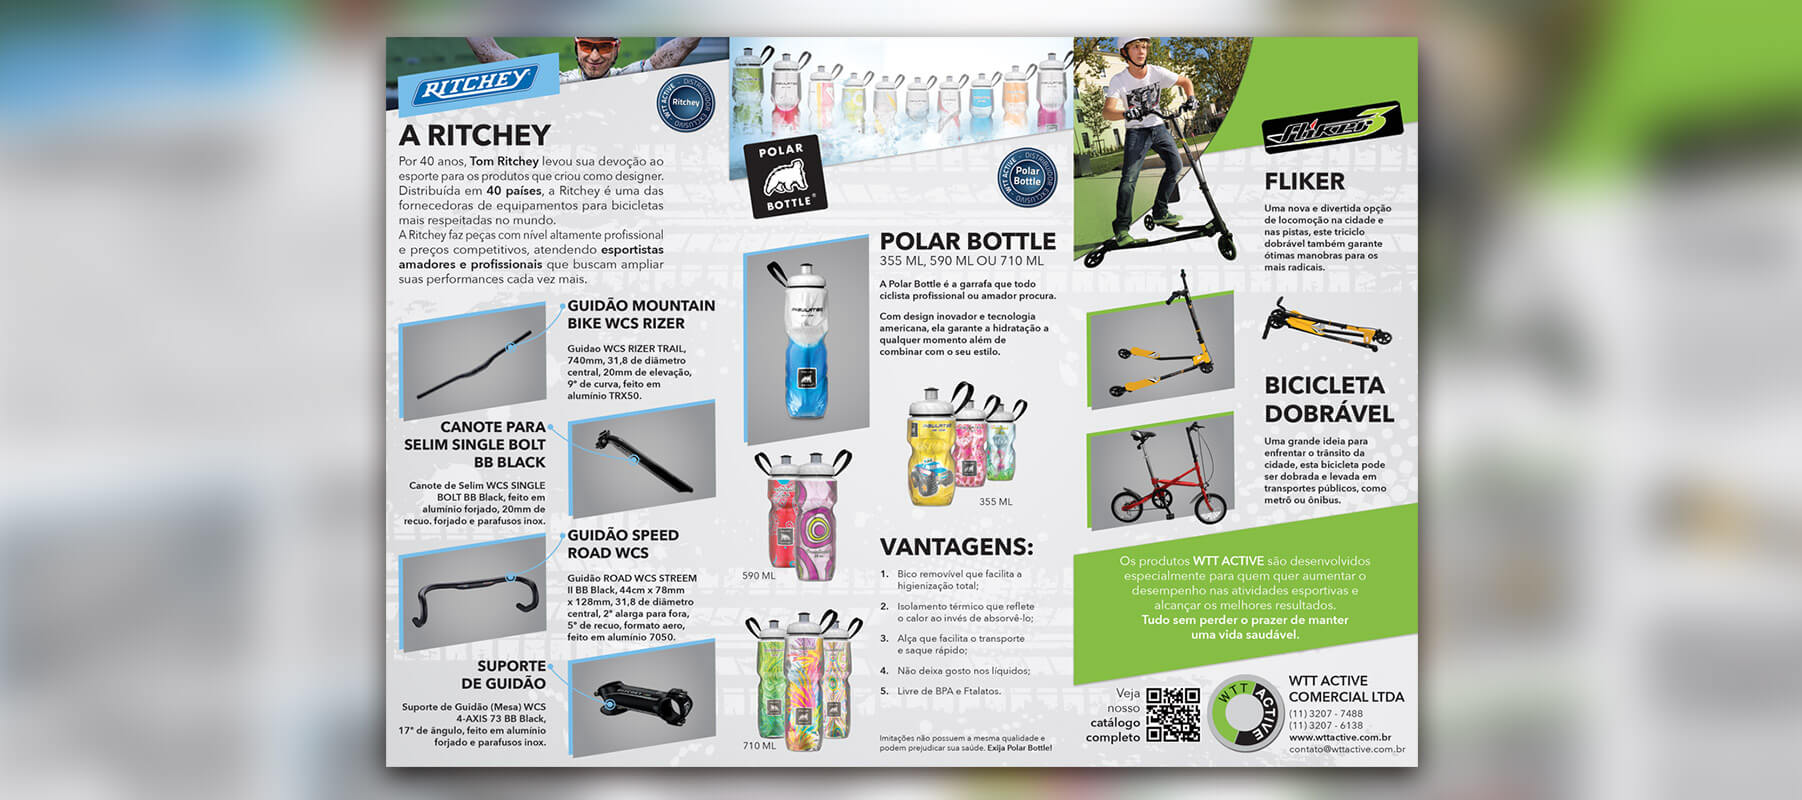 RITCHEY
WTT ACTIVE - DISTRIBUIDOR EXCLUSIVO
Ritchey
A RITCHEY
Por 40 anos, Tom Ritchey levou sua devoção ao
esporte para os produtos que criou como designer.
Distribuída em 40 países, a Ritchey é uma das
fornecedoras de equipamentos para bicicletas
mais respeitadas no mundo.
A Ritchey faz peças com nível altamente profissional
e preços competitivos, atendendo esportistas
amadores e profissionais que buscam ampliar
suas performances cada vez mais.
GUIDÃO MOUNTAIN
BIKE WCS RIZER
Guidao WCS RIZER TRAIL,
740mm, 31,8 de diâmetro
central, 20mm de elevação,
9° de curva, feito em
alumínio TRX50.
CANOTE PARA
SELIM SINGLE BOLT
BB BLACK
Canote de Selim WCS SINGLE
BOLT BB Black, feito em
alumínio forjado, 20mm de
recuo. forjado e parafusos inox.
GUIDÃO SPEED
ROAD WCS
Guidão ROAD WCS STREEM
II BB Black, 44cm x 78mm
x 128mm, 31,8 de diâmetro
central, 2° alarga para fora,
5° de recuo, formato aero,
feito em alumínio 7050.
SUPORTE
DE GUIDÃO
Suporte de Guidão (Mesa) WCS
4-AXIS 73 BB Black,
17° de ângulo, feito em alumínio
forjado e parafusos inox.
RITCHEY
POLAR
BOTTLE®
WTT ACTIVE - DISTRIBUIDOR EXCLUSIVO
Polar
Bottle
POLAR BOTTLE
355 ML, 590 ML OU 710 ML
A Polar Bottle é a garrafa que todo
ciclista profissional ou amador procura.
Com design inovador e tecnologia
americana, ela garante a hidratação a
qualquer momento além de
combinar com o seu estilo.
INSULATED
355 ML
590 ML
710 ML
VANTAGENS:
1. Bico removível que facilita a
higienização total;
2. Isolamento térmico que reflete
o calor ao invés de absorvê-lo;
3. Alça que facilita o transporte
e saque rápido;
4. Não deixa gosto nos líquidos;
5. Livre de BPA e Ftalatos.
Imitações não possuem a mesma qualidade e
podem prejudicar sua saúde. Exija Polar Bottle!
fliker3
FLIKER
Uma nova e divertida opção
de locomoção na cidade e
nas pistas, este triciclo
dobrável também garante
ótimas manobras para os
mais radicais.
BICICLETA
DOBRÁVEL
Uma grande ideia para
enfrentar o trânsito da
cidade, esta bicicleta pode
ser dobrada e levada em
transportes públicos, como
metrô ou ônibus.
Os produtos WTT ACTIVE são desenvolvidos
especialmente para quem quer aumentar o
desempenho nas atividades esportivas e
alcançar os melhores resultados.
Tudo sem perder o prazer de manter
uma vida saudável.
Veja
nosso
catálogo
completo
WTT ACTIVE
WTT ACTIVE
COMERCIAL LTDA
(11) 3207 - 7488
(11) 3207 - 6138
www.wttactive.com.br
contato@wttactive.com.br